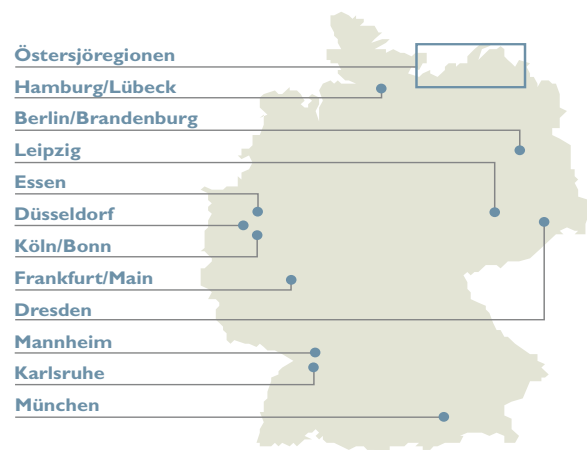 Östersjöregionen
Hamburg/Lübeck
Berlin/Brandenburg
Leipzig
Essen
Düsseldorf
Köln/Bonn
Frankfurt/Main
Dresden
Mannheim
Karlsruhe
München